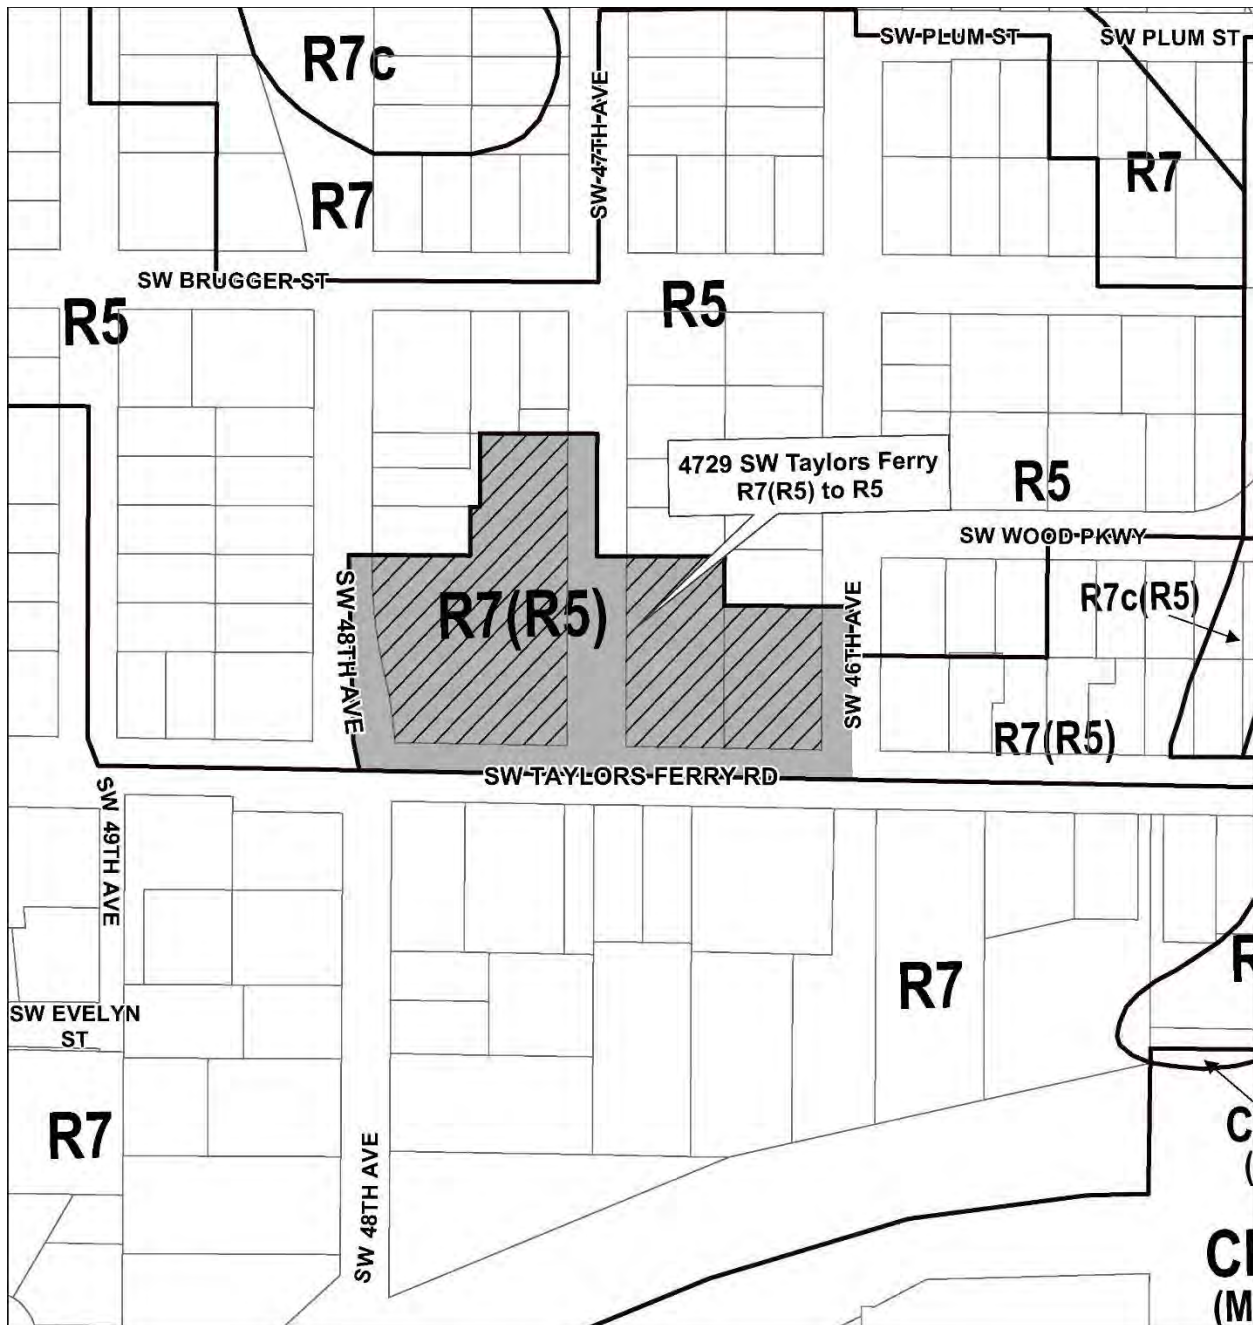 SW PLUM ST
SW PLUM ST
R7c
SW 47TH AVE
R7
R7
SW BRUGGER ST
R5
R5
4729 SW Taylors Ferry
R7(R5) to R5
R5
SW WOOD PKWY
SW 48TH AVE
R7(R5)
SW 46TH AVE
R7c(R5)
R7(R5)
SW TAYLORS FERRY RD
SW 49TH AVE
R7
R
SW EVELYN
ST
R7
SW 48TH AVE
C
(
C
(M